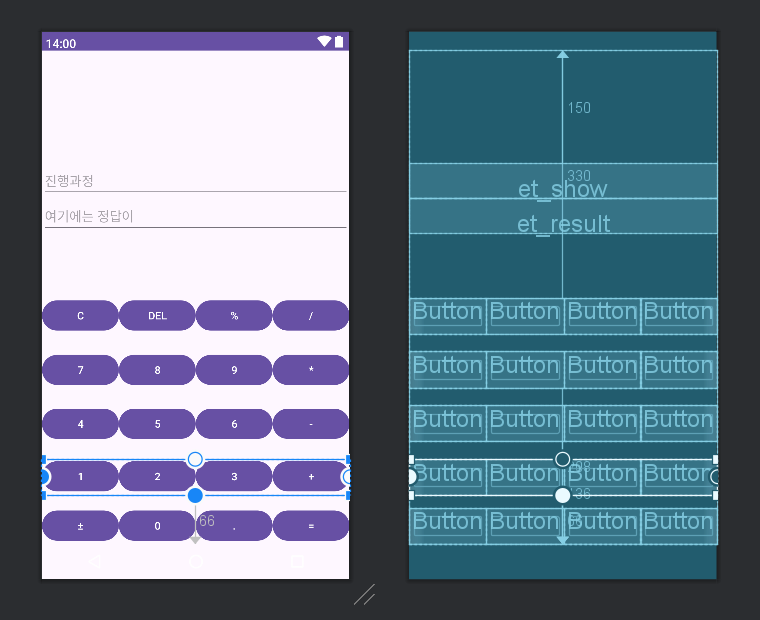 14:00
진행과정
여기에는 정답이
C DEL % /
7 8 9 *
4 5 6 -
1 2 3 +
± 0 . =
66
150
330
et_show
et_result
Button Button Button Button
Button Button Button Button
Button Button Button Button
Button Button Button Button
36
Button Button Button Button